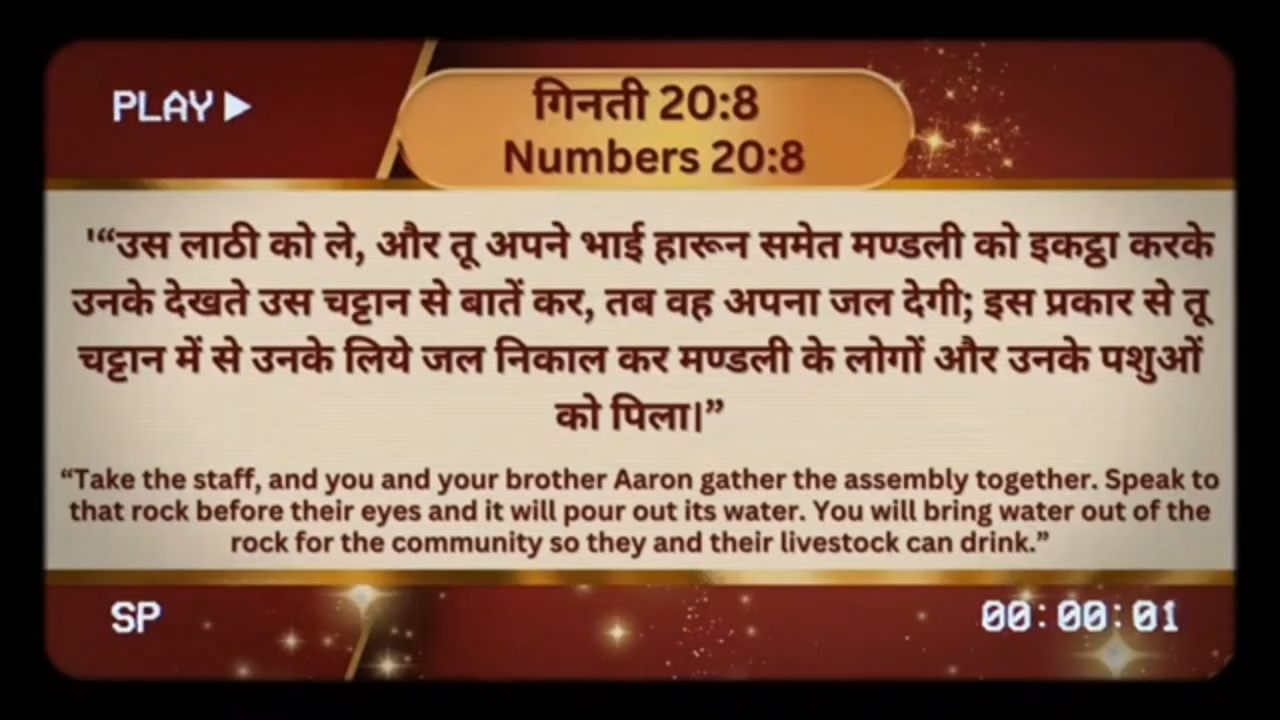 PLAY ▶
गिनती 20:8
Numbers 20:8
'“उस लाठी को ले, और तू अपने भाई हारून समेत मण्डली को इकट्ठा करके
उनके देखते उस चट्टान से बातें कर, तब वह अपना जल देगी; इस प्रकार से तू
चट्टान में से उनके लिये जल निकाल कर मण्डली के लोगों और उनके पशुओं
को पिला|”
“Take the staff, and you and your brother Aaron gather the assembly together. Speak to
that rock before their eyes and it will pour out its water. You will bring water out of the
rock for the community so they and their livestock can drink.”
SP
00:00:01